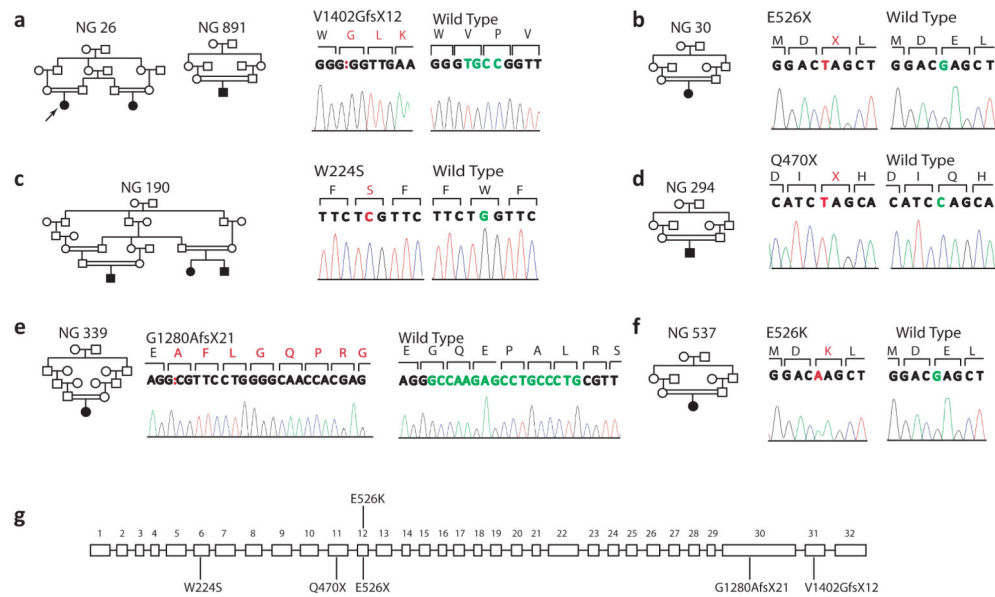 a
NG 26
NG 891
V1402GfsX12
Wild Type
W G L K
W V P V
GGG:GGTTGAA
GGGTGCCGGTT
b
NG 30
E526X
Wild Type
M D X L
M D E L
GGACTAGCT
GGACGAGCT
c
NG 190
W224S
Wild Type
F S F
F W F
TTCTCGTTC
TTCTGGTTC
d
NG 294
Q470X
Wild Type
D I X H
D I Q H
CATCTAGCA
CATCCAGCA
e
NG 339
G1280AfsX21
Wild Type
E A F L G Q P R G
E G Q E P A L R S
AGG:CGTTCCTGGGGCAACCACGAG
AGGGCCAAGAGCCTGCCCTGCGTT
f
NG 537
E526K
Wild Type
M D K L
M D E L
GGACAAGCT
GGACGAGCT
g
E526K
1 2 3 4 5 6 7 8 9 10 11 12 13 14 15 16 17 18 19 20 21 22 23 24 25 26 27 28 29 30 31 32
W224S Q470X E526X G1280AfsX21 V1402GfsX12